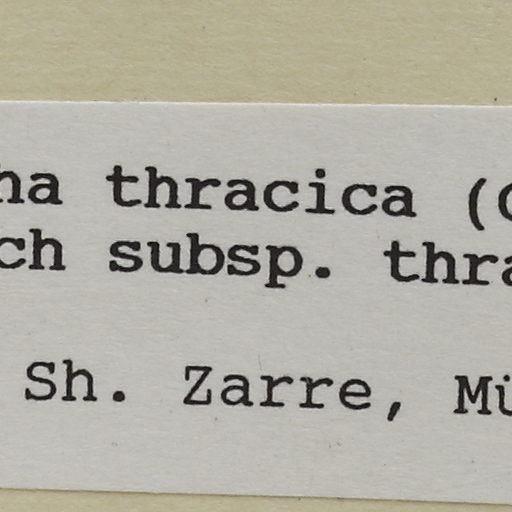 ha thracica (
ch subsp. thra
Sh. Zarre, Mü